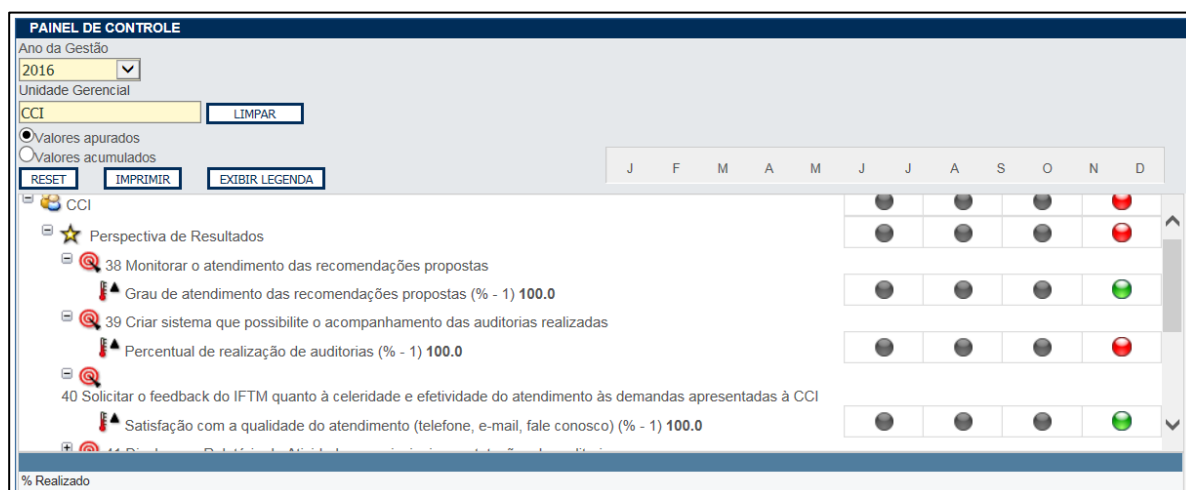 PAINEL DE CONTROLE
Ano da Gestão
2016
Unidade Gerencial
CCI LIMPAR
Valores apurados
Valores acumulados
RESET IMPRIMIR EXIBIR LEGENDA
J F M A M J J A S O N D
CCI
Perspectiva de Resultados
38 Monitorar o atendimento das recomendações propostas
Grau de atendimento das recomendações propostas (% - 1) 100.0
39 Criar sistema que possibilite o acompanhamento das auditorias realizadas
Percentual de realização de auditorias (% - 1) 100.0
40 Solicitar o feedback do IFTM quanto à celeridade e efetividade do atendimento às demandas apresentadas à CCI
Satisfação com a qualidade do atendimento (telefone, e-mail, fale conosco) (% - 1) 100.0
% Realizado